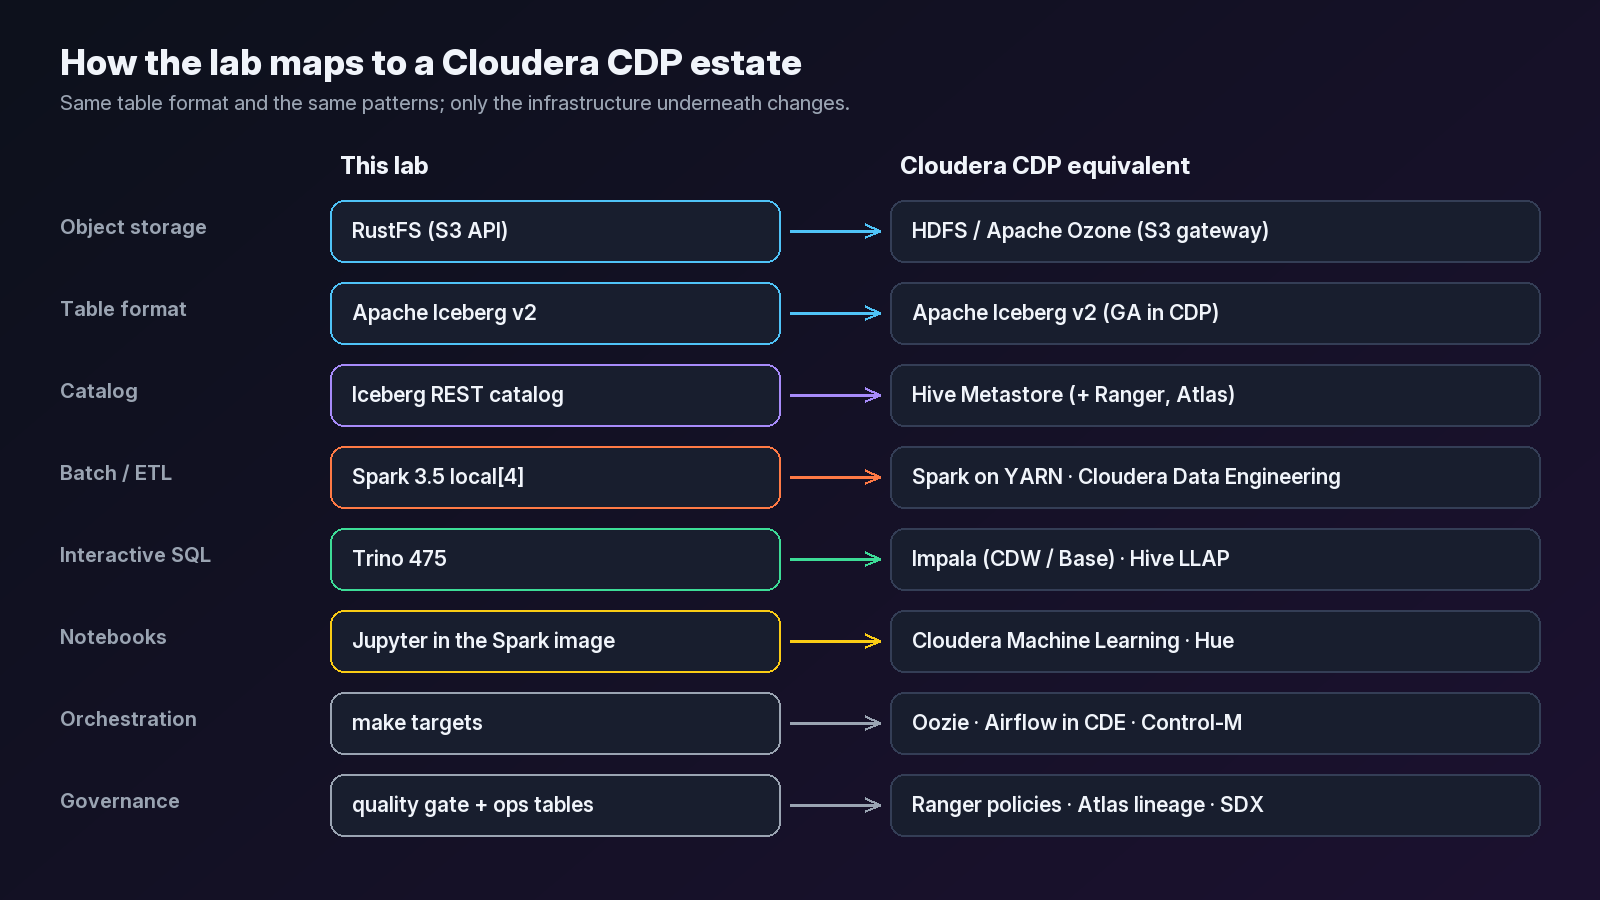 How the lab maps to a Cloudera CDP estate
Same table format and the same patterns; only the infrastructure underneath changes.
This lab
Cloudera CDP equivalent
Object storage
RustFS (S3 API)
HDFS / Apache Ozone (S3 gateway)
Table format
Apache Iceberg v2
Apache Iceberg v2 (GA in CDP)
Catalog
Iceberg REST catalog
Hive Metastore (+ Ranger, Atlas)
Batch / ETL
Spark 3.5 local[4]
Spark on YARN · Cloudera Data Engineering
Interactive SQL
Trino 475
Impala (CDW / Base) · Hive LLAP
Notebooks
Jupyter in the Spark image
Cloudera Machine Learning · Hue
Orchestration
make targets
Oozie · Airflow in CDE · Control-M
Governance
quality gate + ops tables
Ranger policies · Atlas lineage · SDX